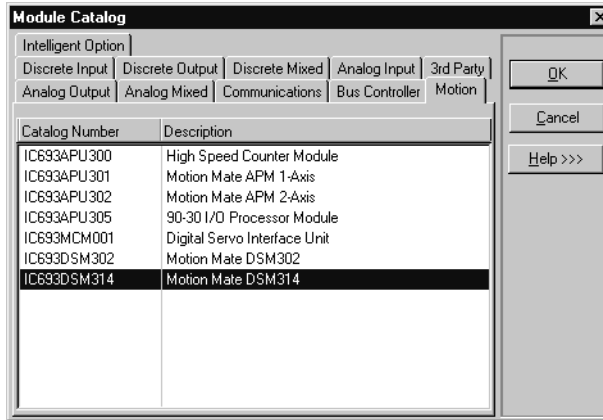 Module Catalog
Intelligent Option
Discrete Input Discrete Output Discrete Mixed Analog Input 3rd Party
Analog Output Analog Mixed Communications Bus Controller Motion
Catalog Number Description
IC693APU300 High Speed Counter Module
IC693APU301 Motion Mate APM 1-Axis
IC693APU302 Motion Mate APM 2-Axis
IC693APU305 90-30 I/O Processor Module
IC693MCM001 Digital Servo Interface Unit
IC693DSM302 Motion Mate DSM302
IC693DSM314 Motion Mate DSM314
OK
Cancel
Help >>>